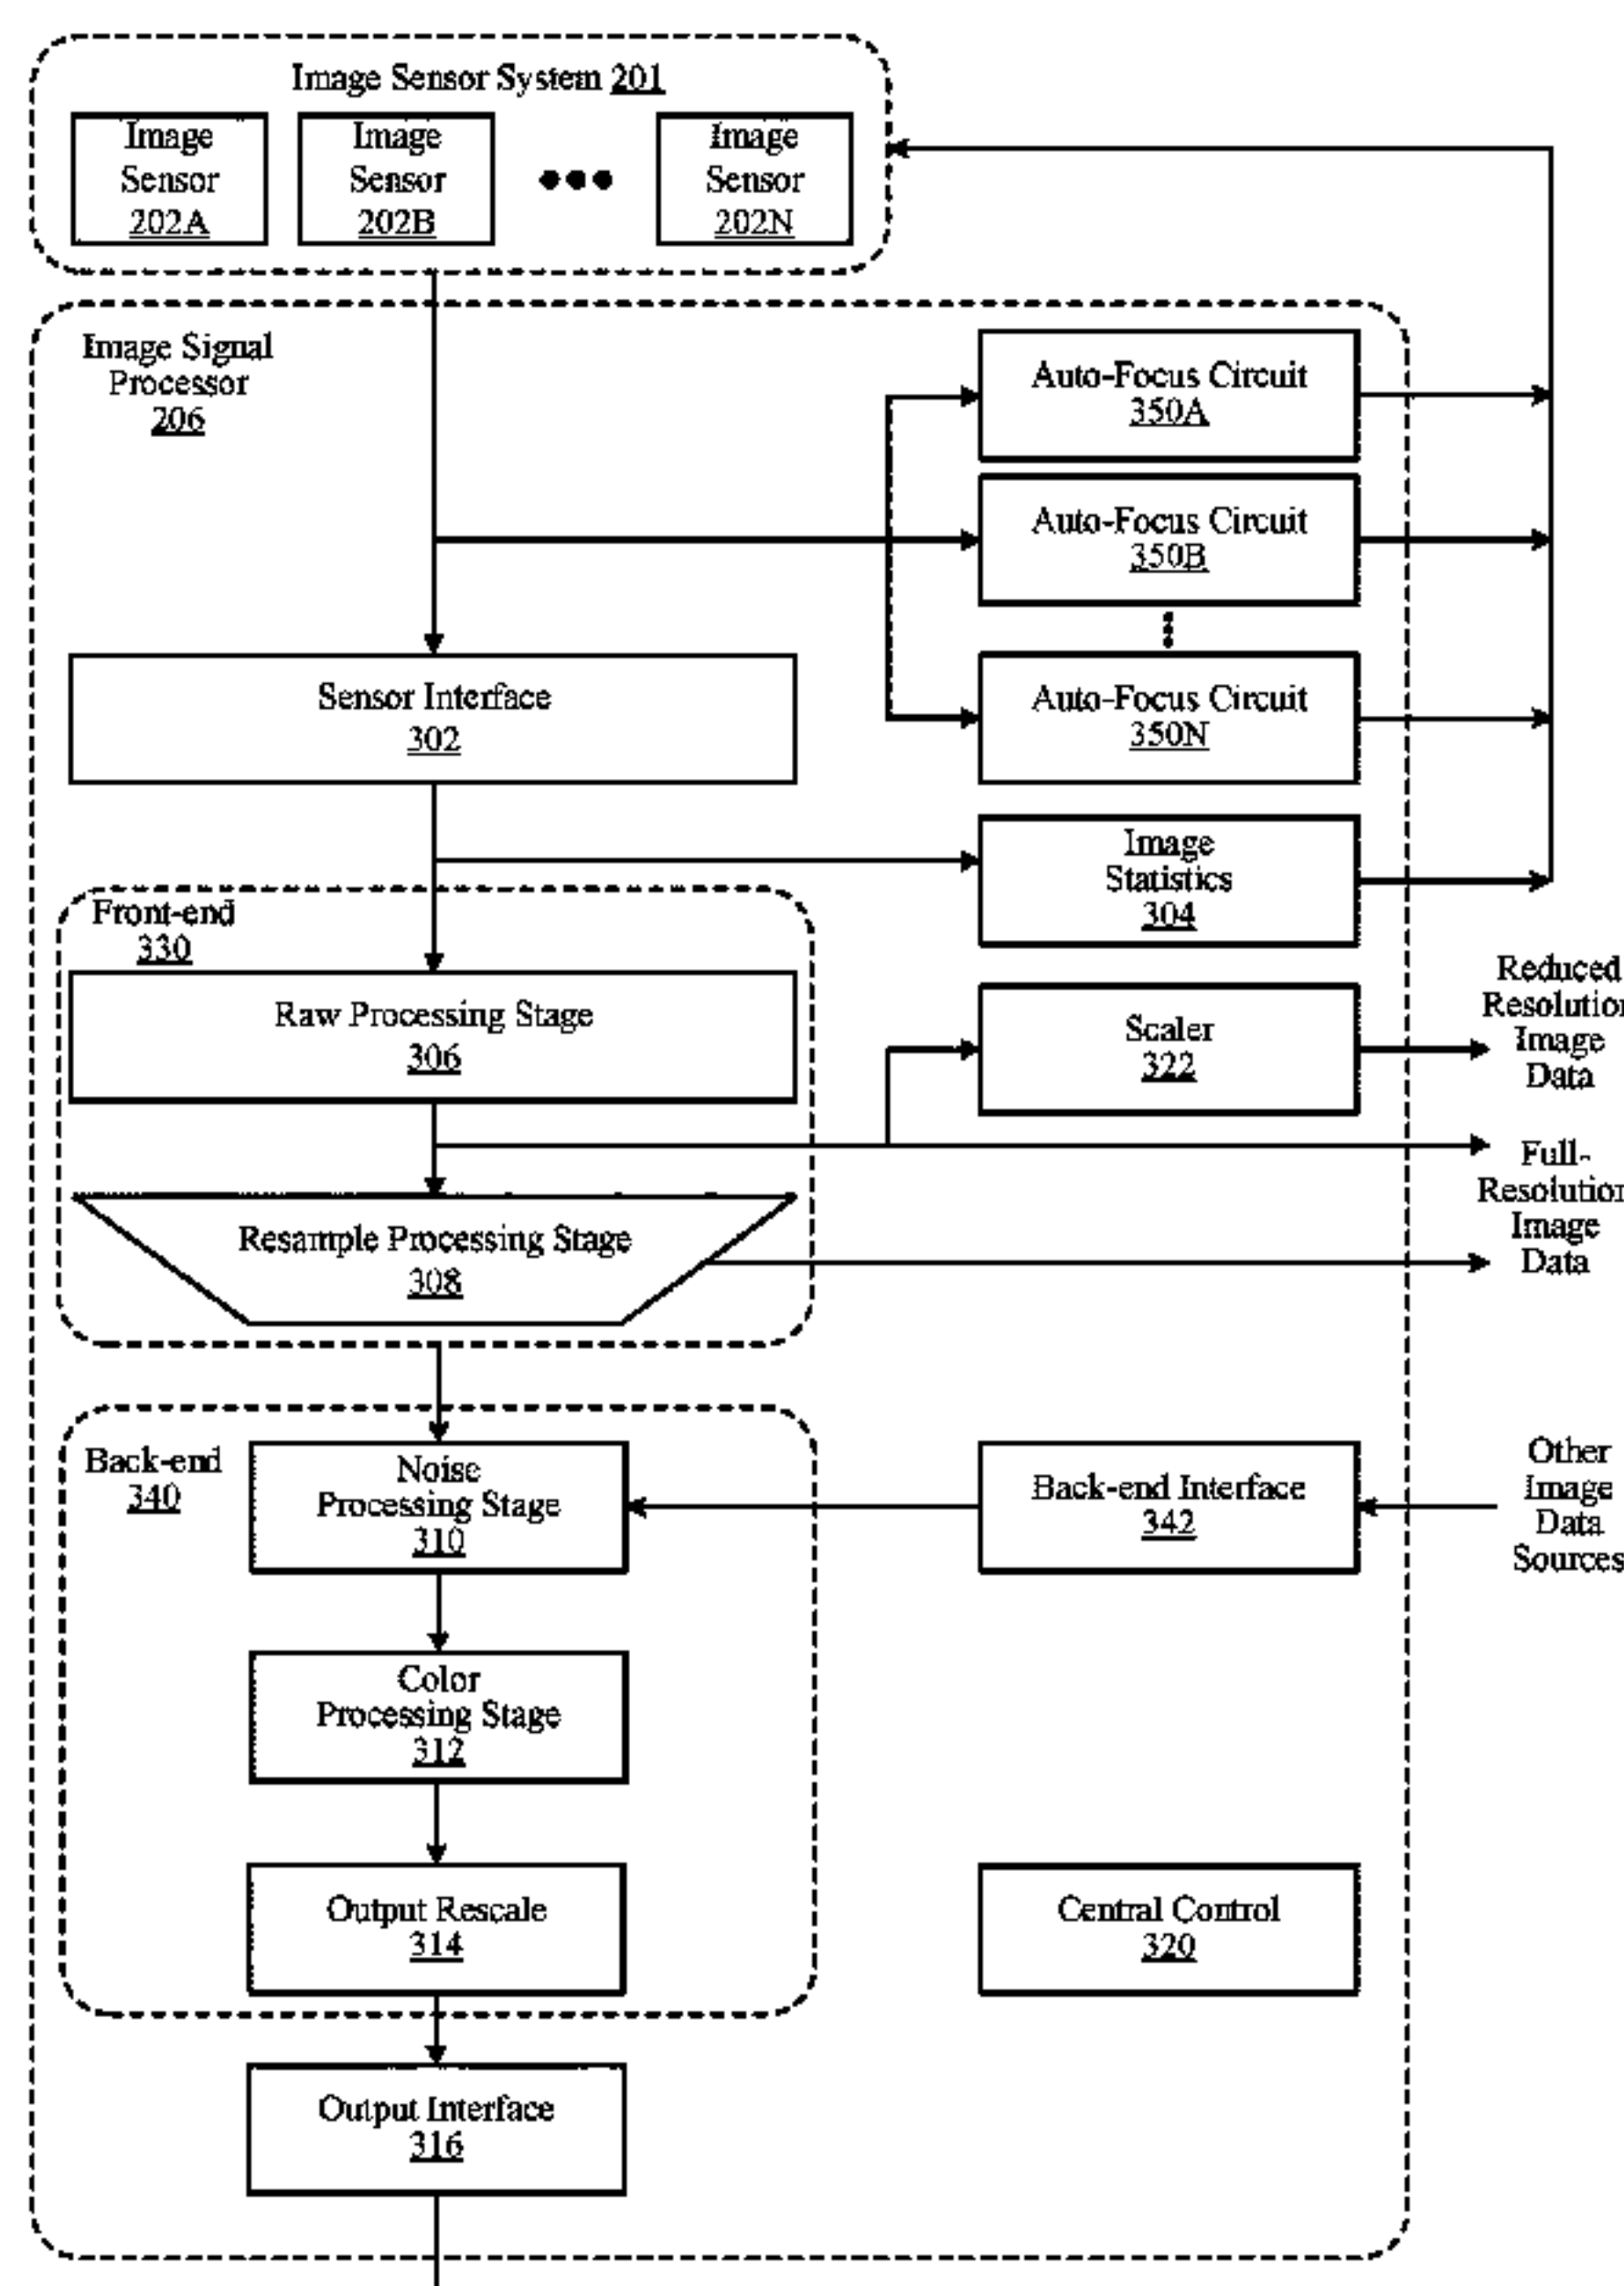 Image Sensor System 201
Image
Sensor
202A
Image
Sensor
202B
Image
Sensor
202N
Image Signal
Processor
206
Auto-Focus Circuit
350A
Auto-Focus Circuit
350B
Auto-Focus Circuit
350N
Sensor Interface
302
Image
Statistics
304
Front-end
330
Raw Processing Stage
306
Scaler
322
Reduced
Resolution
Image
Data
Full-
Resolution
Image
Data
Resample Processing Stage
308
Back-end
340
Noise
Processing Stage
310
Back-end Interface
342
Other
Image
Data
Sources
Color
Processing Stage
312
Output Rescale
314
Central Control
320
Output Interface
316